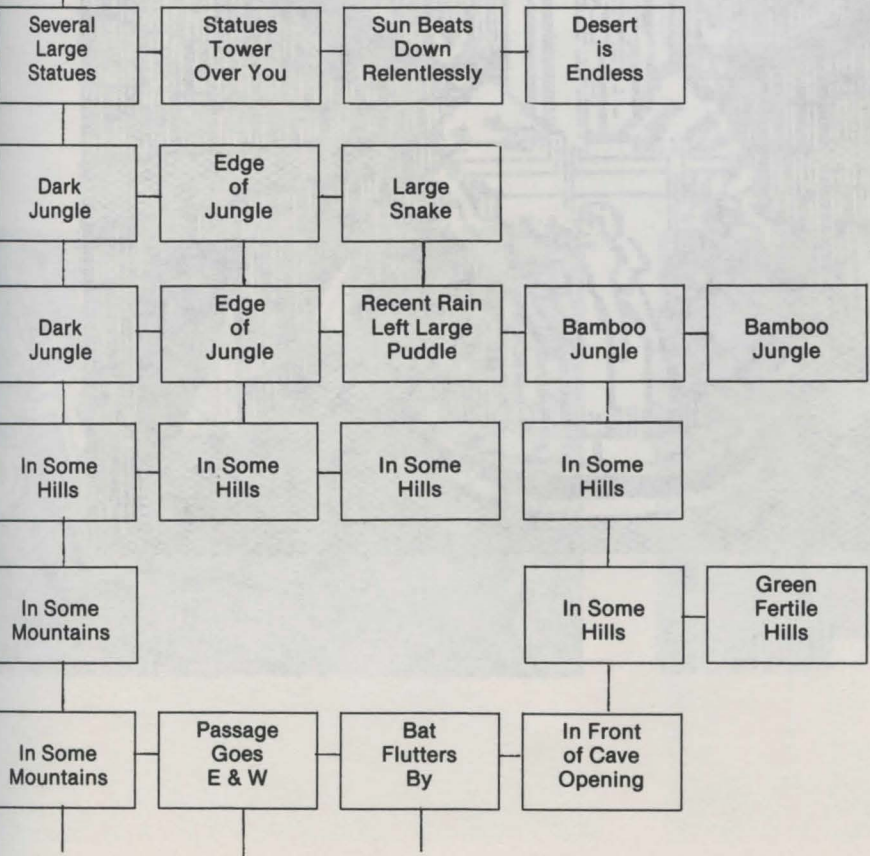 Several
Large
Statues
Statues
Tower
Over You
Sun Beats
Down
Relentlessly
Desert
is
Endless
Dark
Jungle
Edge
of
Jungle
Large
Snake
Dark
Jungle
Edge
of
Jungle
Recent Rain
Left Large
Puddle
Bamboo
Jungle
Bamboo
Jungle
In Some
Hills
In Some
Hills
In Some
Hills
In Some
Hills
In Some
Mountains
In Some
Hills
Green
Fertile
Hills
In Some
Mountains
Passage
Goes
E & W
Bat
Flutters
By
In Front
of Cave
Opening